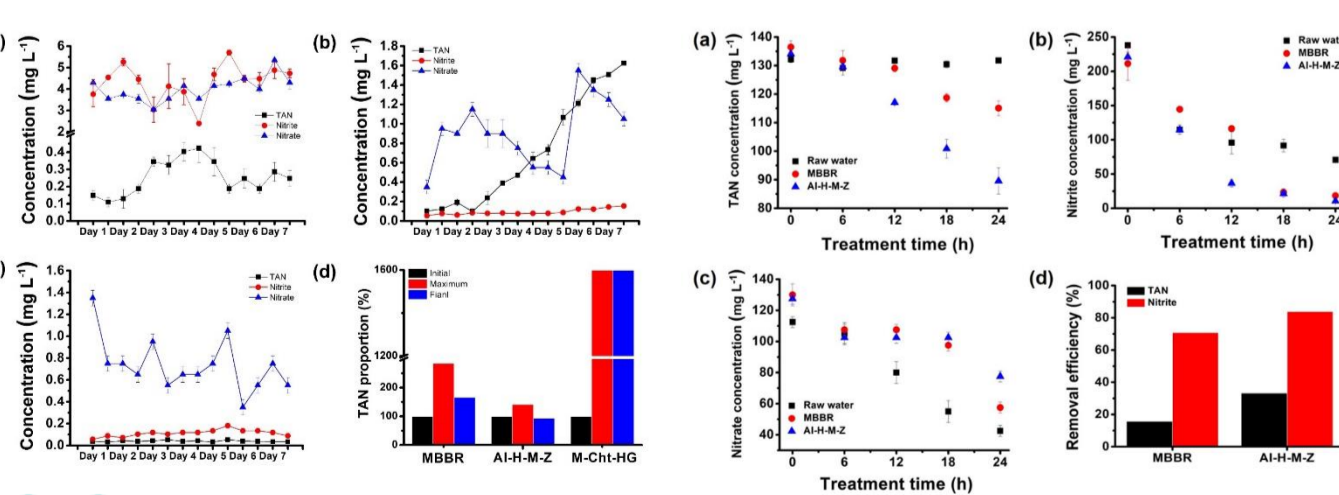 )
Concentration (mg L⁻¹)
6
5
4
3
2
0.4
0.3
0.2
0.1
0.0
TAN
Nitrite
Nitrate
Day 1 Day 2 Day 3 Day 4 Day 5 Day 6 Day 7
(b)
Concentration (mg L⁻¹)
1.8
1.6
1.4
1.2
1.0
0.8
0.6
0.4
0.2
0.0
TAN
Nitrite
Nitrate
Day 1 Day 2 Day 3 Day 4 Day 5 Day 6 Day 7
)
Concentration (mg L⁻¹)
1.6
1.4
1.2
1.0
0.8
0.6
0.4
0.2
0.0
TAN
Nitrite
Nitrate
Day 1 Day 2 Day 3 Day 4 Day 5 Day 6 Day 7
(d)
TAN proportion (%)
1600
1200
200
100
0
Initial
Maximum
Fianl
MBBR Al-H-M-Z M-Cht-HG
(a)
TAN concentration (mg L⁻¹)
140
130
120
110
100
90
80
Raw water
MBBR
Al-H-M-Z
0 6 12 18 24
Treatment time (h)
(b)
Nitrite concentration (mg L⁻¹)
250
200
150
100
50
0
Raw wat
MBBR
Al-H-M-Z
0 6 12 18 24
Treatment time (h)
(c)
Nitrate concentration (mg L⁻¹)
140
120
100
80
60
40
Raw water
MBBR
Al-H-M-Z
0 6 12 18 24
Treatment time (h)
(d)
Removal efficiency (%)
100
80
60
40
20
0
TAN
Nitrite
MBBR Al-H-M-Z